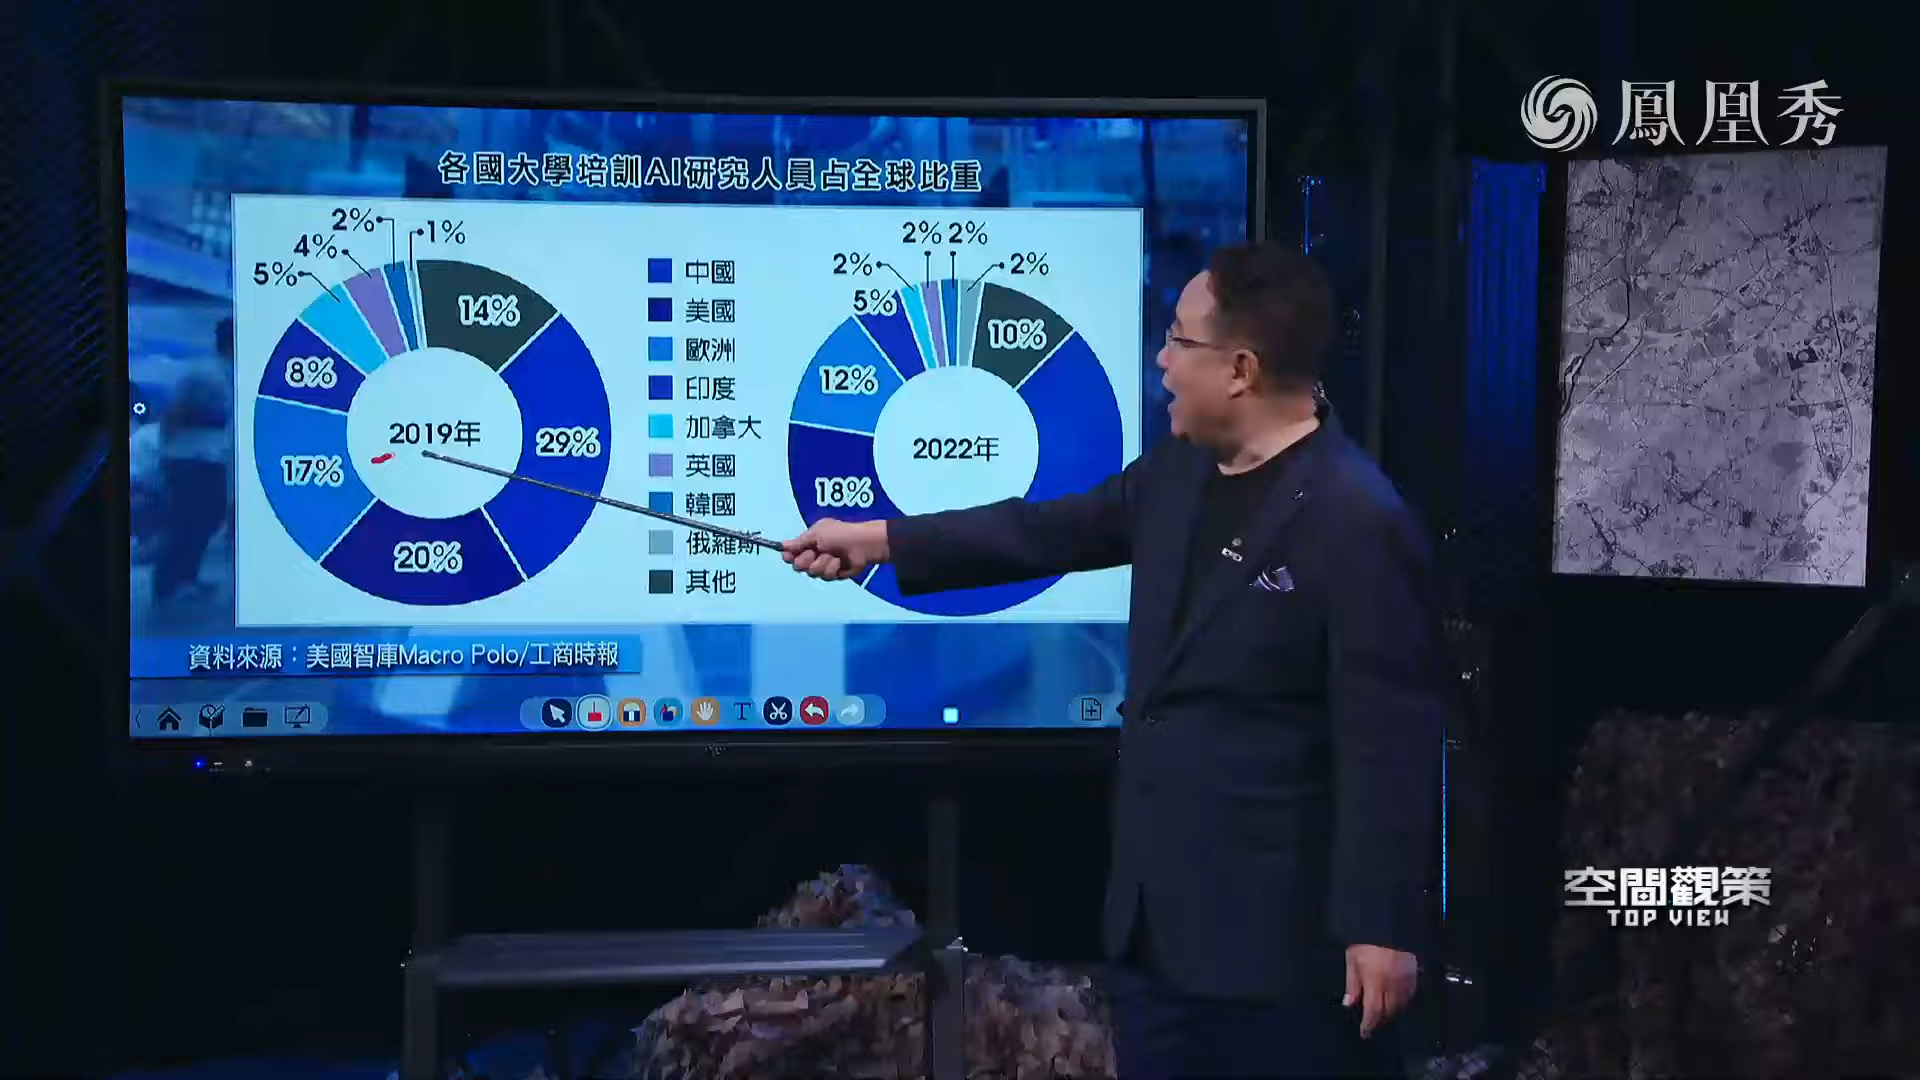 鳳凰秀
各國大學培訓AI研究人員占全球比重
2%
1%
4%
5%
14%
8%
29%
17%
20%
2019年
中國
美國
歐洲
印度
加拿大
英國
韓國
俄羅斯
其他
2% 2%
2%
2%
5%
10%
12%
18%
2022年
資料來源：美國智庫Macro Polo/工商時報
T
空間觀策
TOP VIEW